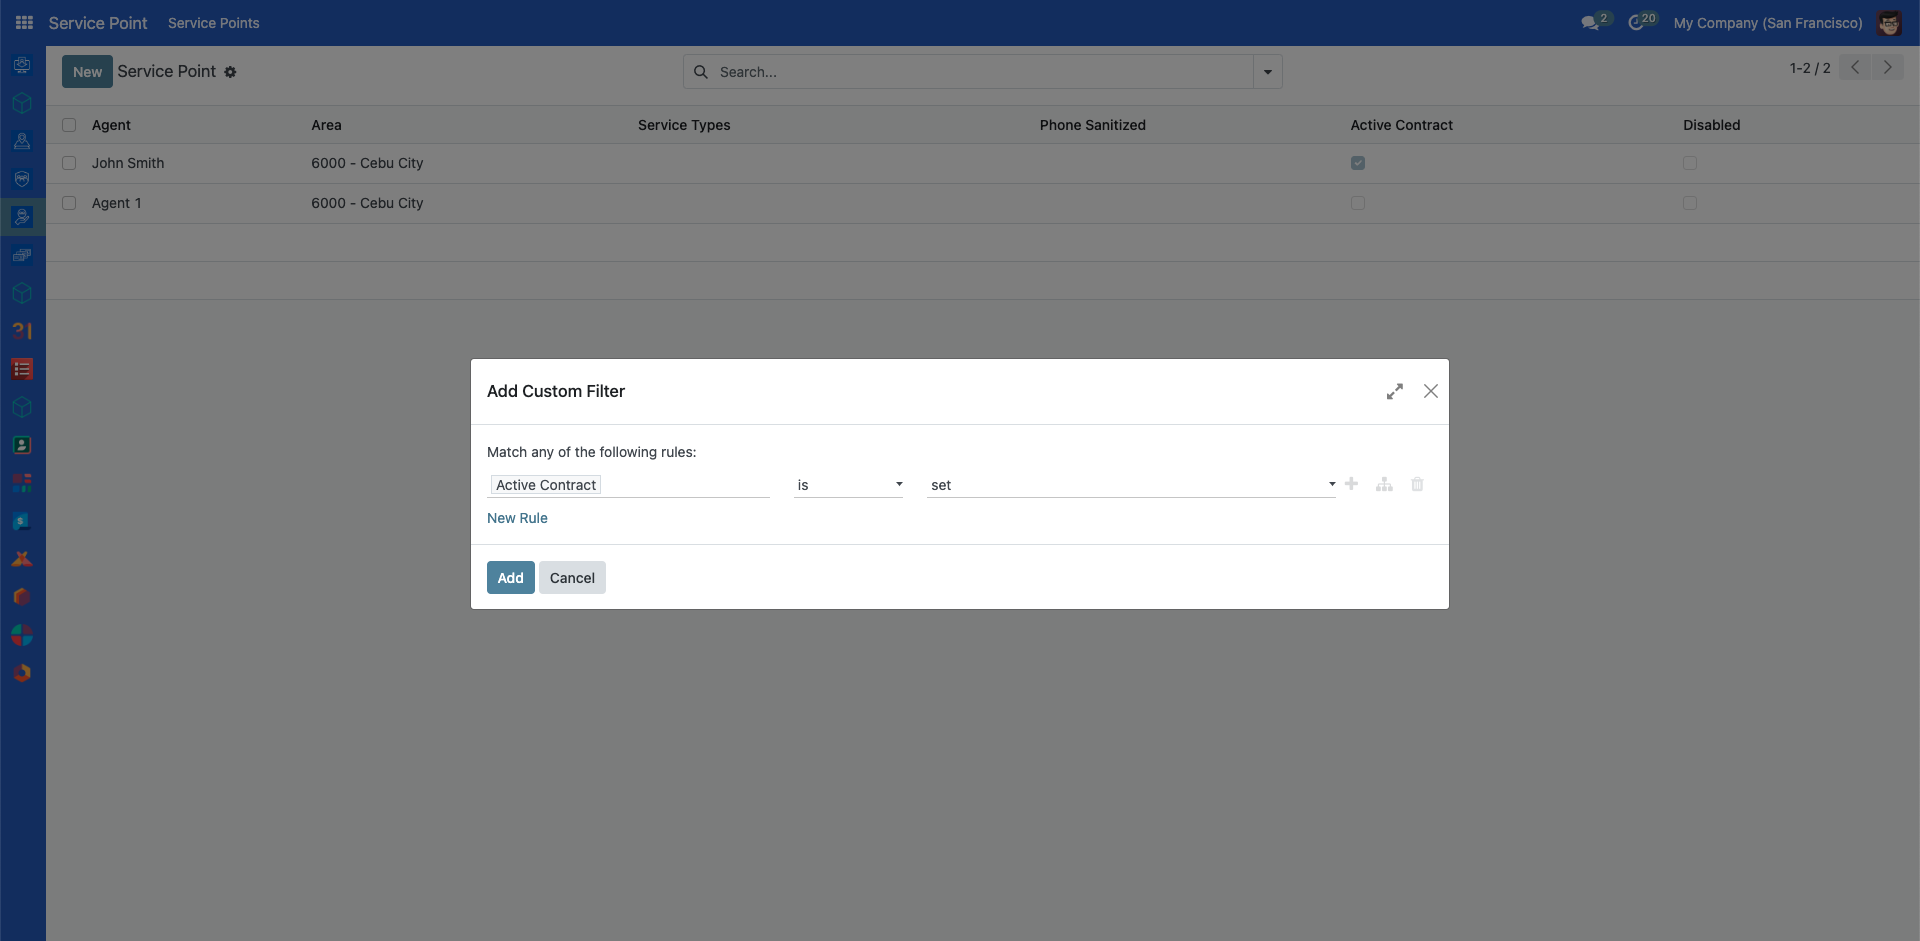 Service Point Service Points 2 20 My Company (San Francisco)
New Service Point Search... 1-2 / 2
Agent Area Service Types Phone Sanitized Active Contract Disabled
John Smith 6000 - Cebu City
Agent 1 6000 - Cebu City
31
Add Custom Filter
Match any of the following rules:
Active Contract is set
New Rule
Add Cancel